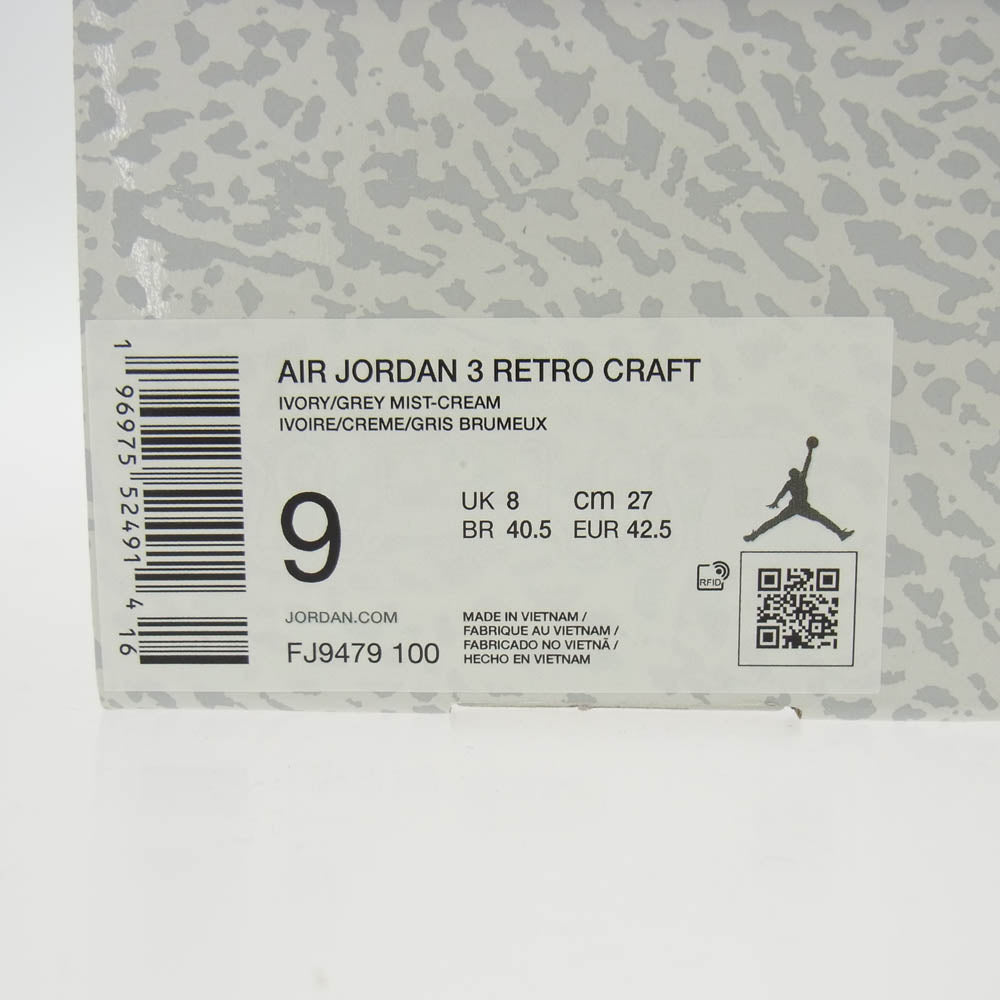 AIR JORDAN 3 RETRO CRAFT
IVORY/GREY MIST-CREAM
IVOIRE/CREME/GRIS BRUMEUX
9
UK 8 cm 27
BR 40.5 EUR 42.5
RFID
JORDAN.COM
FJ9479 100
MADE IN VIETNAM /
FABRIQUE AU VIETNAM /
FABRICADO NO VIETNÃ /
HECHO EN VIETNAM
1 96975 52491 4 16